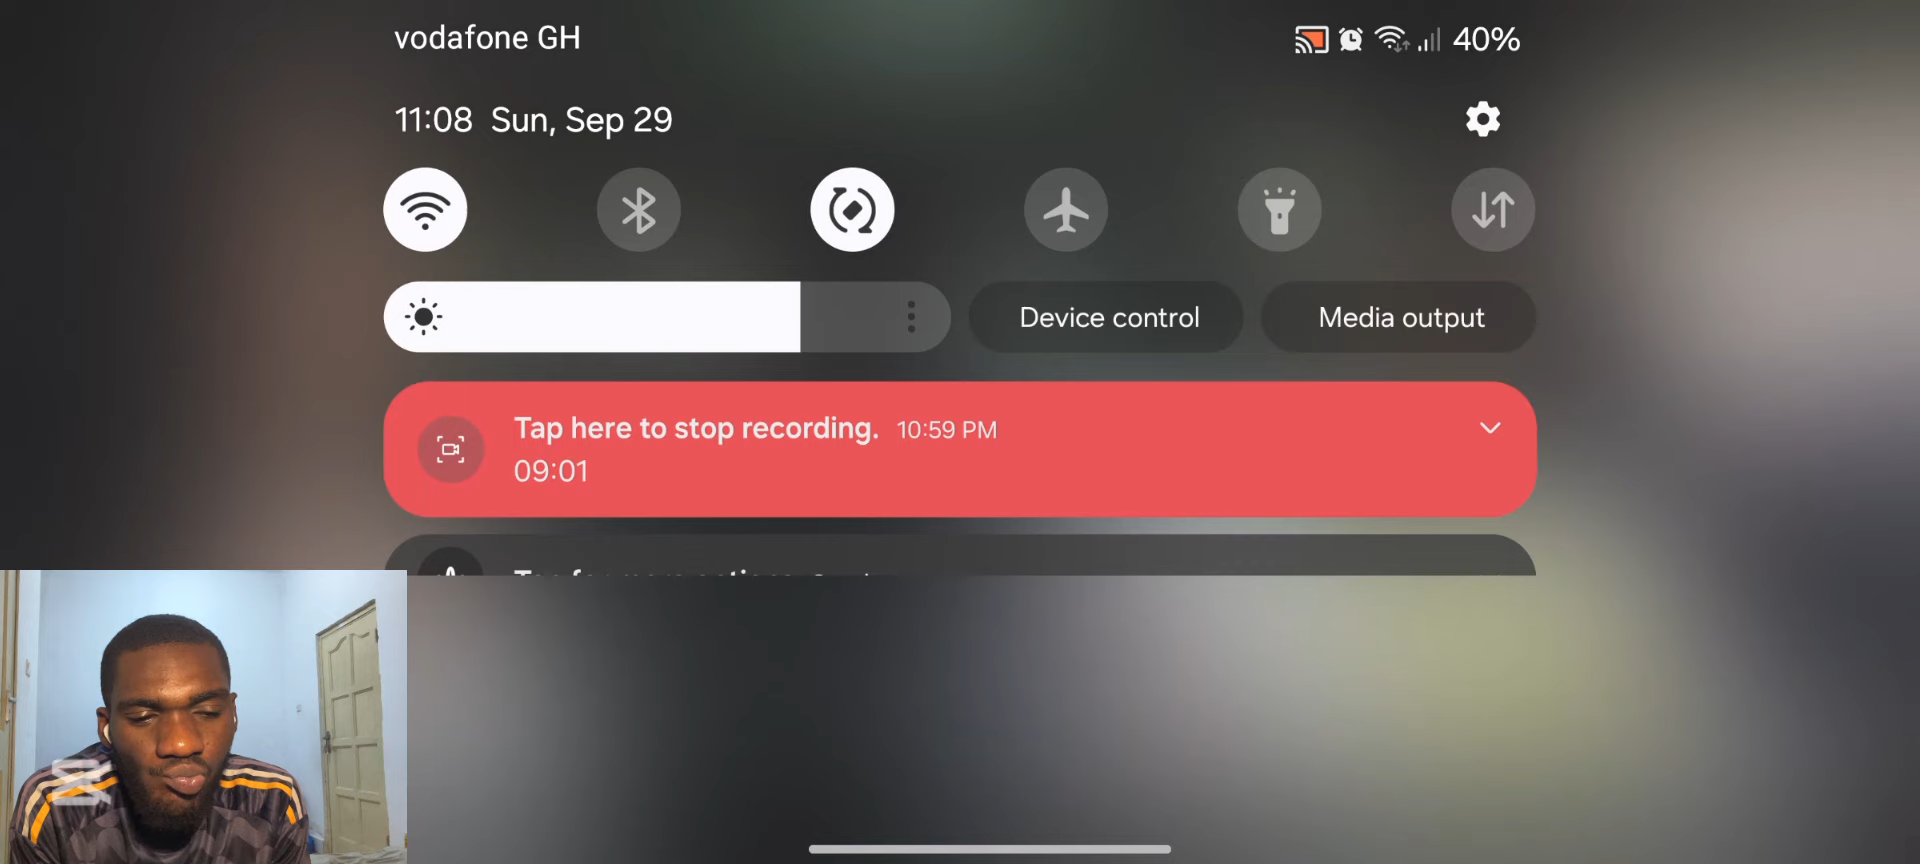 vodafone GH
40%
11:08 Sun, Sep 29
Device control
Media output
Tap here to stop recording. 10:59 PM
09:01